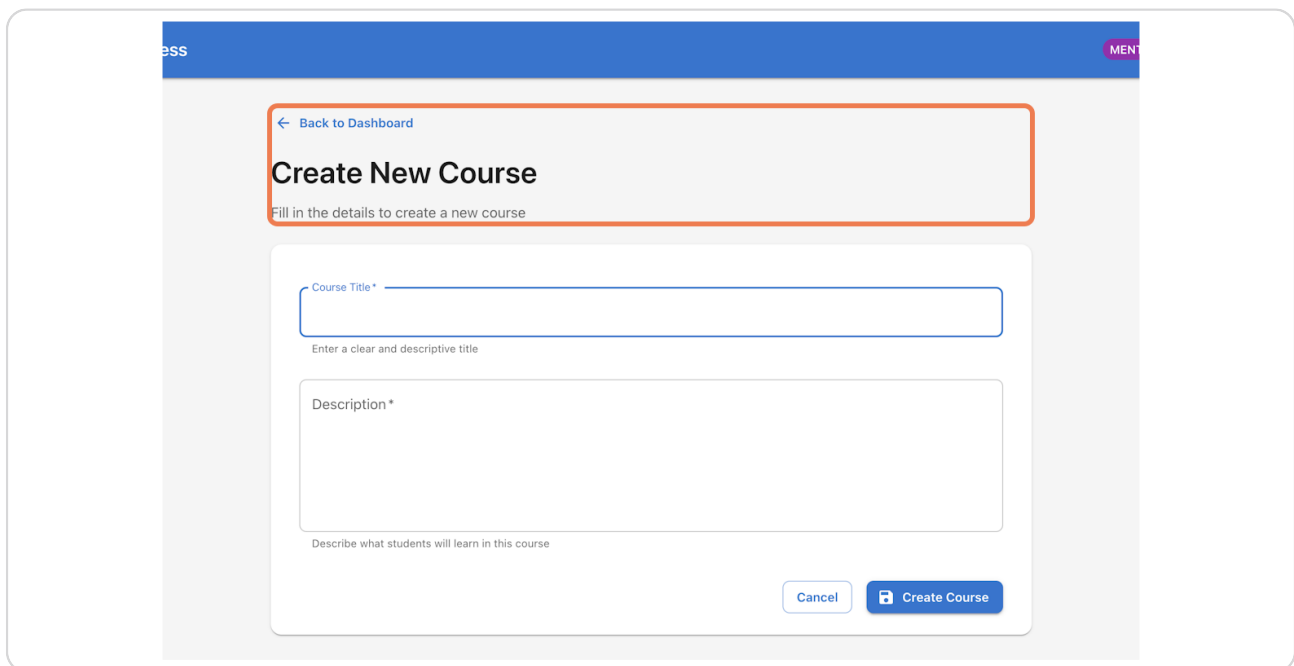 ess
MENT
← Back to Dashboard
Create New Course
Fill in the details to create a new course
Course Title *
Enter a clear and descriptive title
Description *
Describe what students will learn in this course
Cancel
Create Course